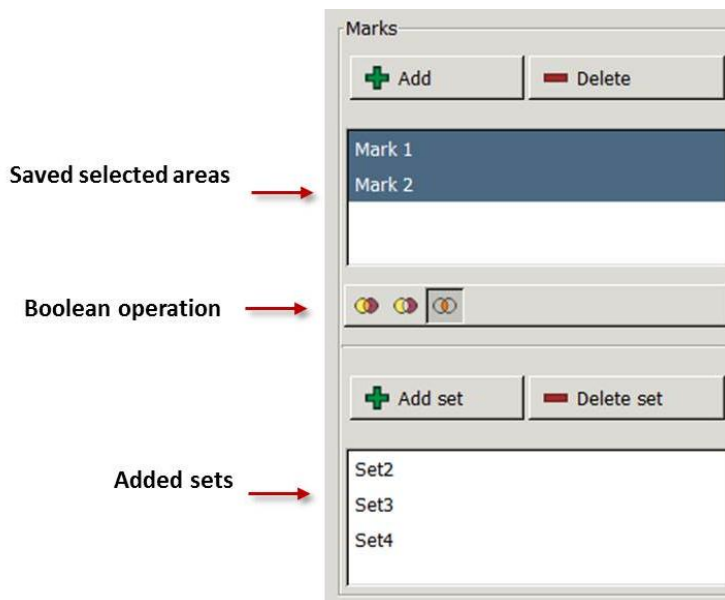 Marks
Add
Delete
Saved selected areas
Mark 1
Mark 2
Boolean operation
Add set
Delete set
Added sets
Set2
Set3
Set4